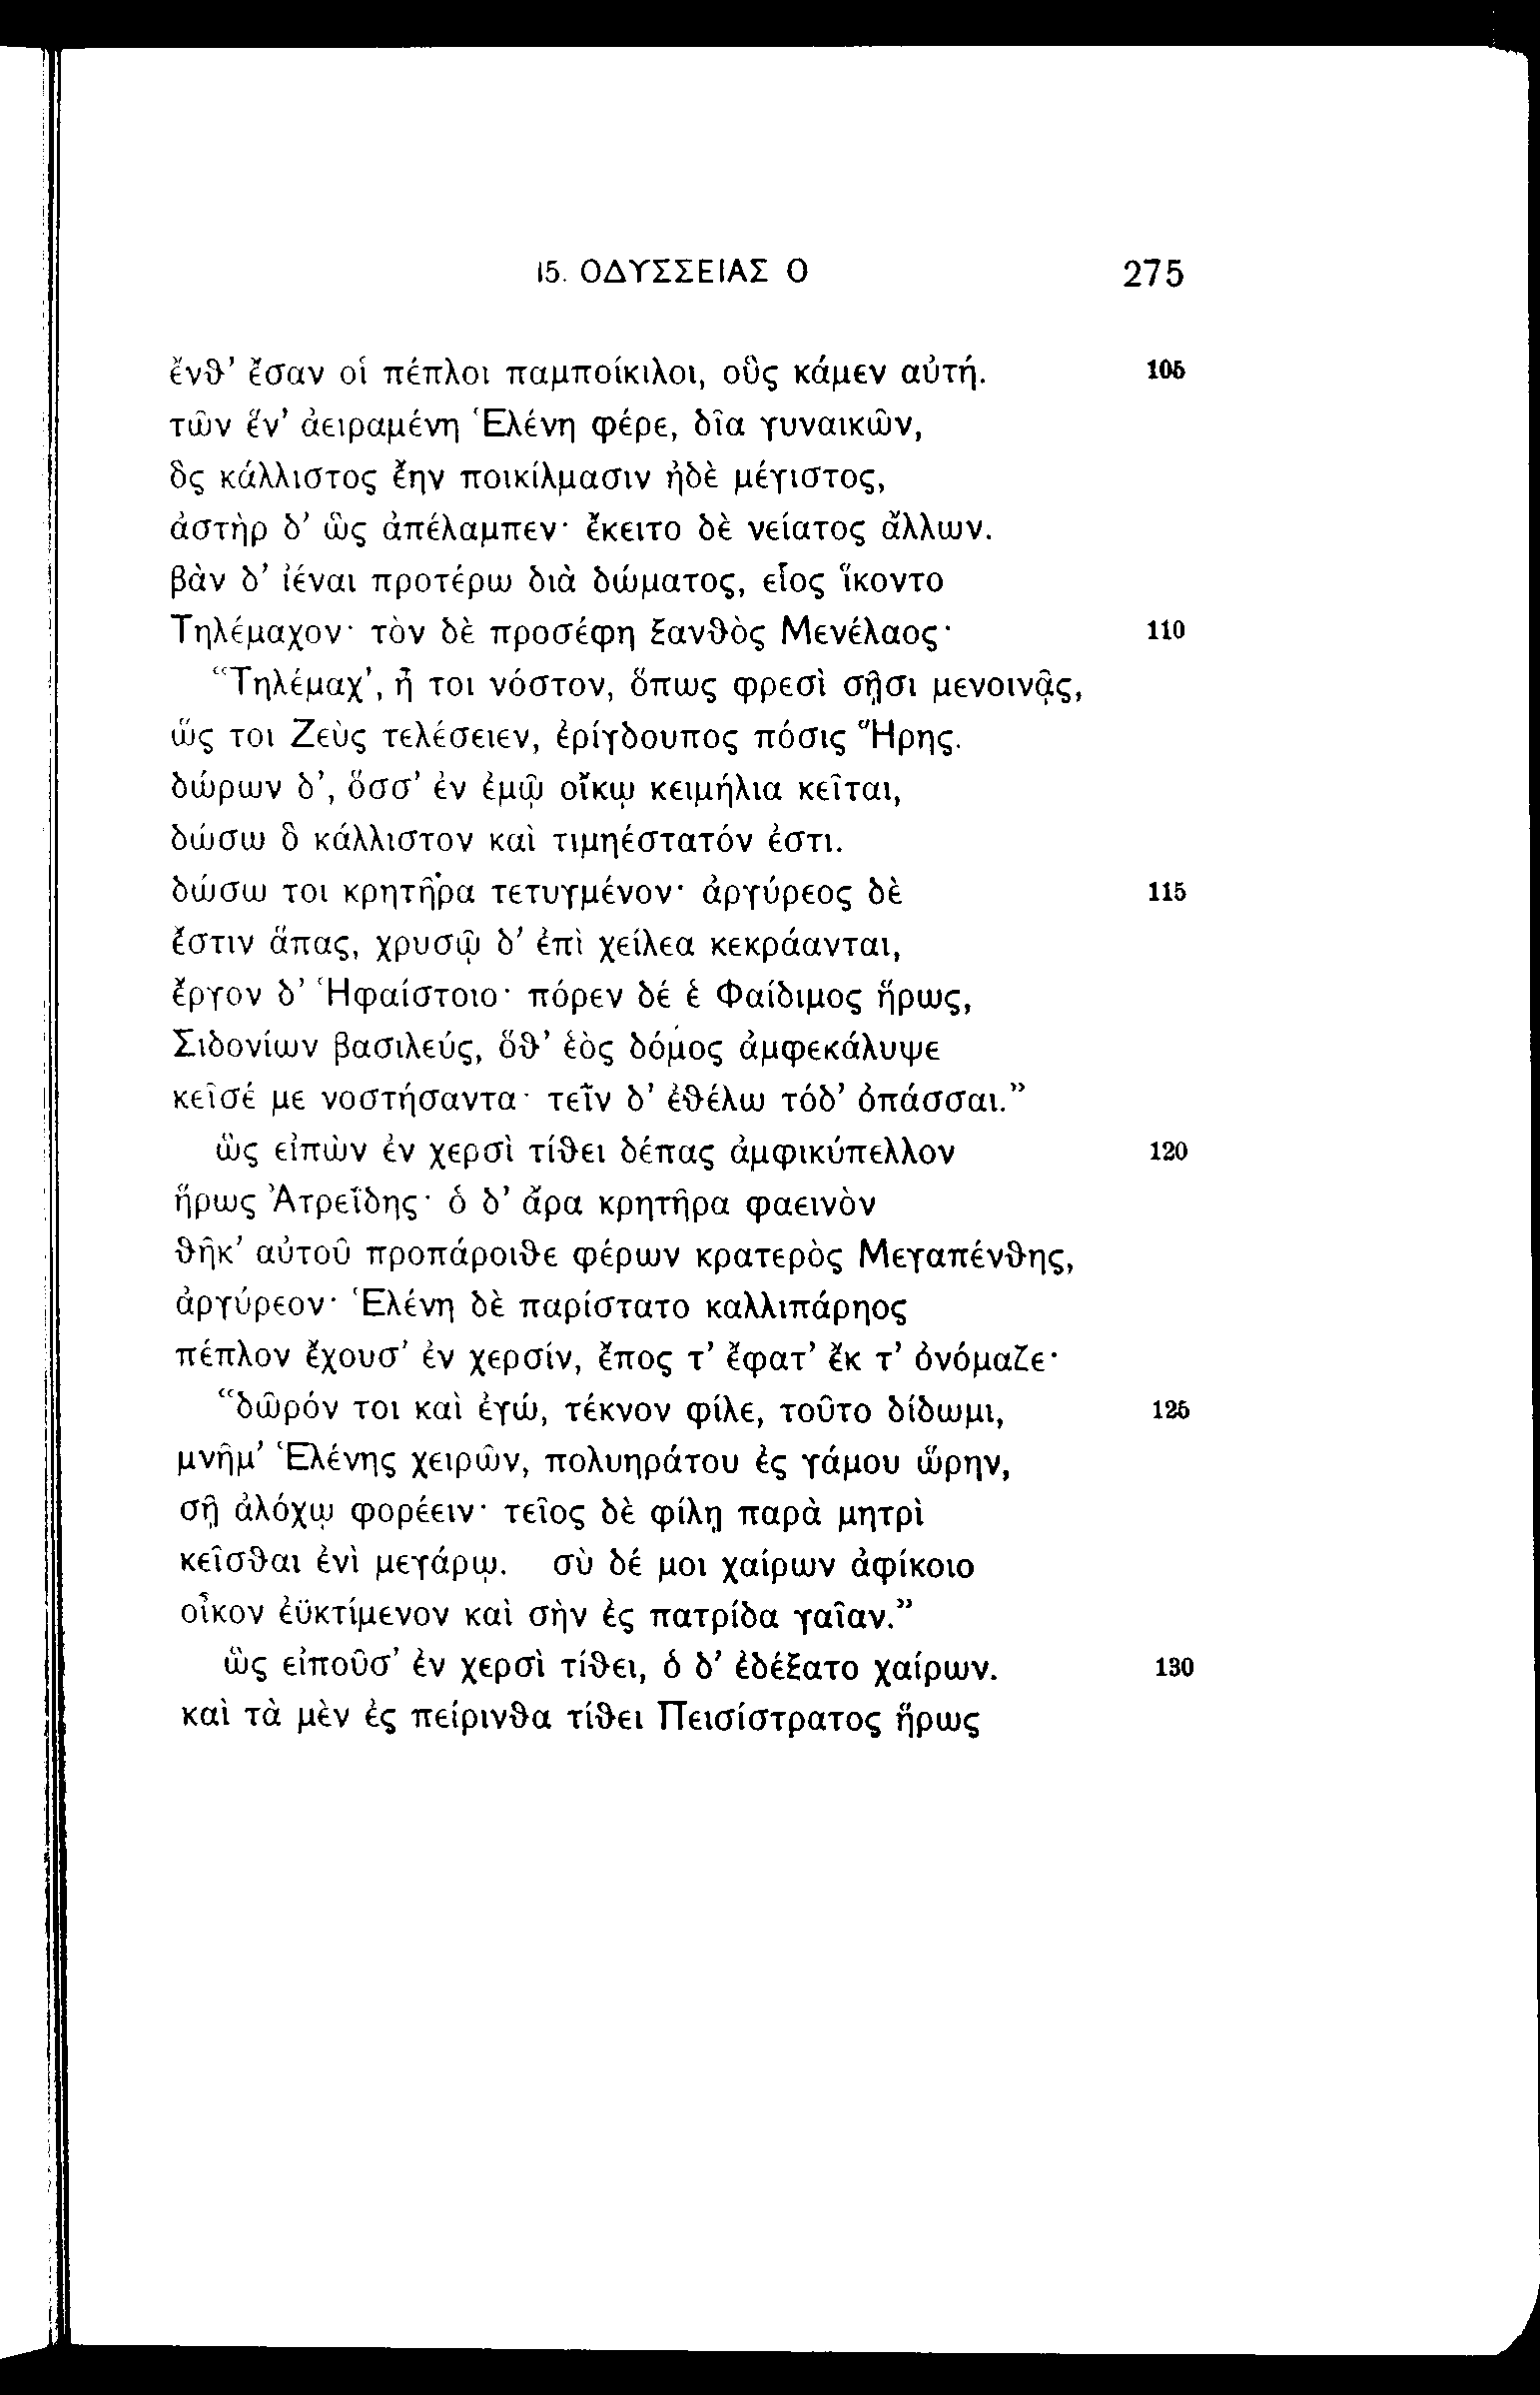 15. ΟΔΥΣΣΕΙΑΣ Ο 275
ἔνϑ’ ἔσαν οἱ πέπλοι παμποίκιλοι, οὓς κάμεν αὐτή. 105
τῶν ἕν’ ἀειραμένη Ἑλένη φέρε, δῖα γυναικῶν,
ὃς κάλλιστος ἔην ποικίλμασιν ἠδὲ μέγιστος,
ἀστὴρ δ’ ὣς ἀπέλαμπεν· ἔκειτο δὲ νείατος ἄλλων.
βὰν δ’ ἰέναι προτέρω διὰ δώματος, εἷος ἵκοντο
Τηλέμαχον· τὸν δὲ προσέφη ξανϑὸς Μενέλαος· 110
“Τηλέμαχ’, ἦ τοι νόστον, ὅπως φρεσὶ σῇσι μενοινᾷς,
ὥς τοι Ζεὺς τελέσειεν, ἐρίγδουπος πόσις Ἥρης.
δώρων δ’, ὅσσ’ ἐν ἐμῷ οἴκῳ κειμήλια κεῖται,
δώσω ὃ κάλλιστον καὶ τιμηέστατόν ἐστι.
δώσω τοι κρητῆρα τετυγμένον· ἀργύρεος δὲ 115
ἔστιν ἅπας, χρυσῷ δ’ ἐπὶ χείλεα κεκράανται,
ἔργον δ’ Ἡφαίστοιο· πόρεν δέ ἑ Φαίδιμος ἥρως,
Σιδονίων βασιλεύς, ὅϑ’ ἑὸς δόμος ἀμφεκάλυψε
κεῖσέ με νοστήσαντα· τεῒν δ’ ἐϑέλω τόδ’ ὀπάσσαι.”
ὣς εἰπὼν ἐν χερσὶ τίϑει δέπας ἀμφικύπελλον 120
ἥρως Ἀτρεΐδης· ὁ δ’ ἄρα κρητῆρα φαεινὸν
ϑῆκ’ αὐτοῦ προπάροιϑε φέρων κρατερὸς Μεγαπένϑης,
ἀργύρεον· Ἑλένη δὲ παρίστατο καλλιπάρηος
πέπλον ἔχουσ’ ἐν χερσίν, ἔπος τ’ ἔφατ’ ἔκ τ’ ὀνόμαζε·
“δῶρόν τοι καὶ ἐγώ, τέκνον φίλε, τοῦτο δίδωμι, 125
μνῆμ’ Ἑλένης χειρῶν, πολυηράτου ἐς γάμου ὥρην,
σῇ ἀλόχῳ φορέειν· τεῖος δὲ φίλῃ παρὰ μητρὶ
κεῖσϑαι ἐνὶ μεγάρῳ. σὺ δέ μοι χαίρων ἀφίκοιο
οἶκον ἐϋκτίμενον καὶ σὴν ἐς πατρίδα γαῖαν.”
ὣς εἰποῦσ’ ἐν χερσὶ τίϑει, ὁ δ’ ἐδέξατο χαίρων. 130
καὶ τὰ μὲν ἐς πείρινϑα τίϑει Πεισίστρατος ἥρως